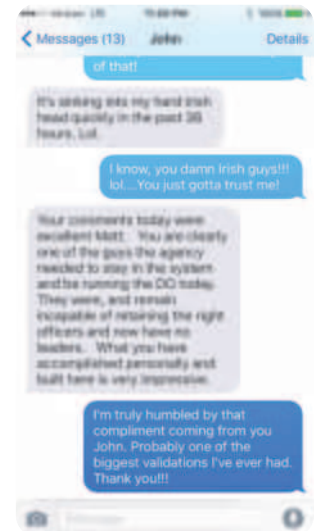 Messages (13) John Details
of that!
It's sinking into my hard Irish
head quickly in the past 38
hours. Lol.
I know, you damn Irish guys!!!
lol....You just gotta trust me!
Your comments today were
excellent Matt. You are clearly
one of the guys the agency
needed to stay in the system
and be running the DO today.
They were, and remain
incapable of retaining the right
officers and now have no
leaders. What you have
accomplished personally and
built here is very impressive.
I'm truly humbled by that
compliment coming from you
John. Probably one of the
biggest validations I've ever had.
Thank you!!!